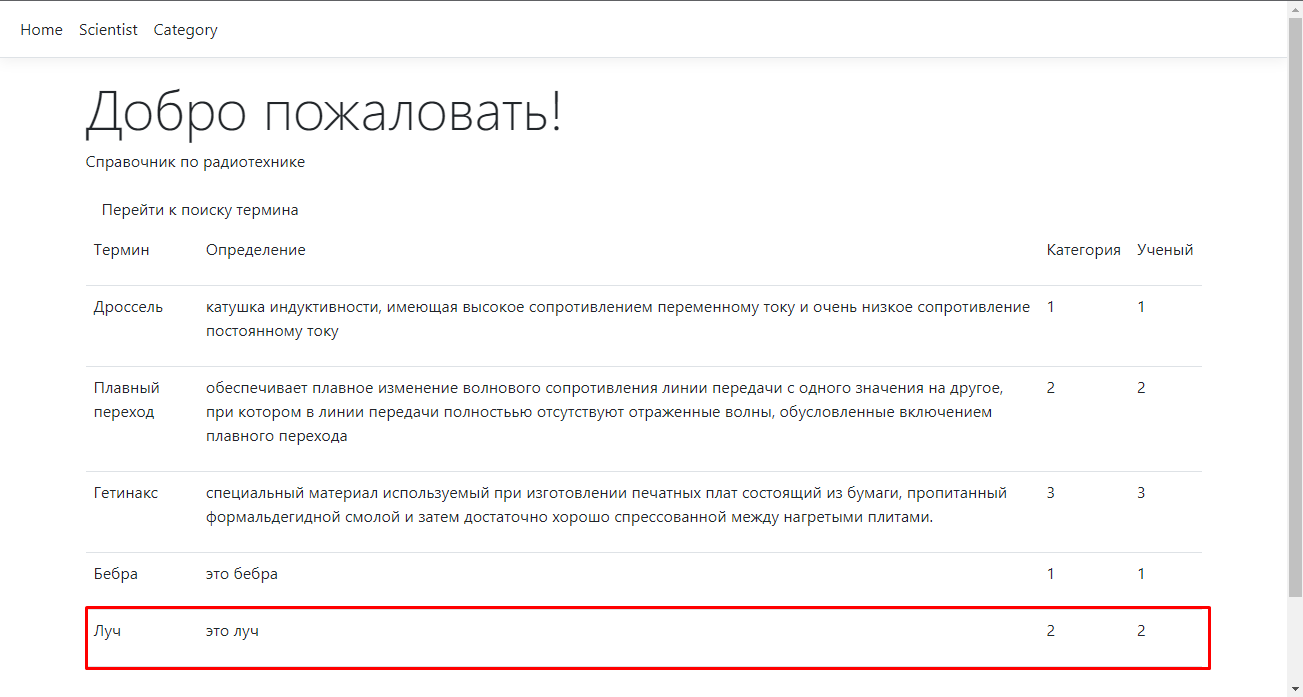 Home Scientist Category
Добро пожаловать!
Справочник по радиотехнике
Перейти к поиску термина
Термин Определение Категория Ученый
Дроссель катушка индуктивности, имеющая высокое сопротивлением переменному току и очень низкое сопротивление 1 1
постоянному току
Плавный обеспечивает плавное изменение волнового сопротивления линии передачи с одного значения на другое, 2 2
переход при котором в линии передачи полностьью отсутствуют отраженные волны, обусловленные включением
плавного перехода
Гетинакс специальный материал используемый при изготовлении печатных плат состоящий из бумаги, пропитанный 3 3
формальдегидной смолой и затем достаточно хорошо спрессованной между нагретыми плитами.
Бебра это бебра 1 1
Луч это луч 2 2